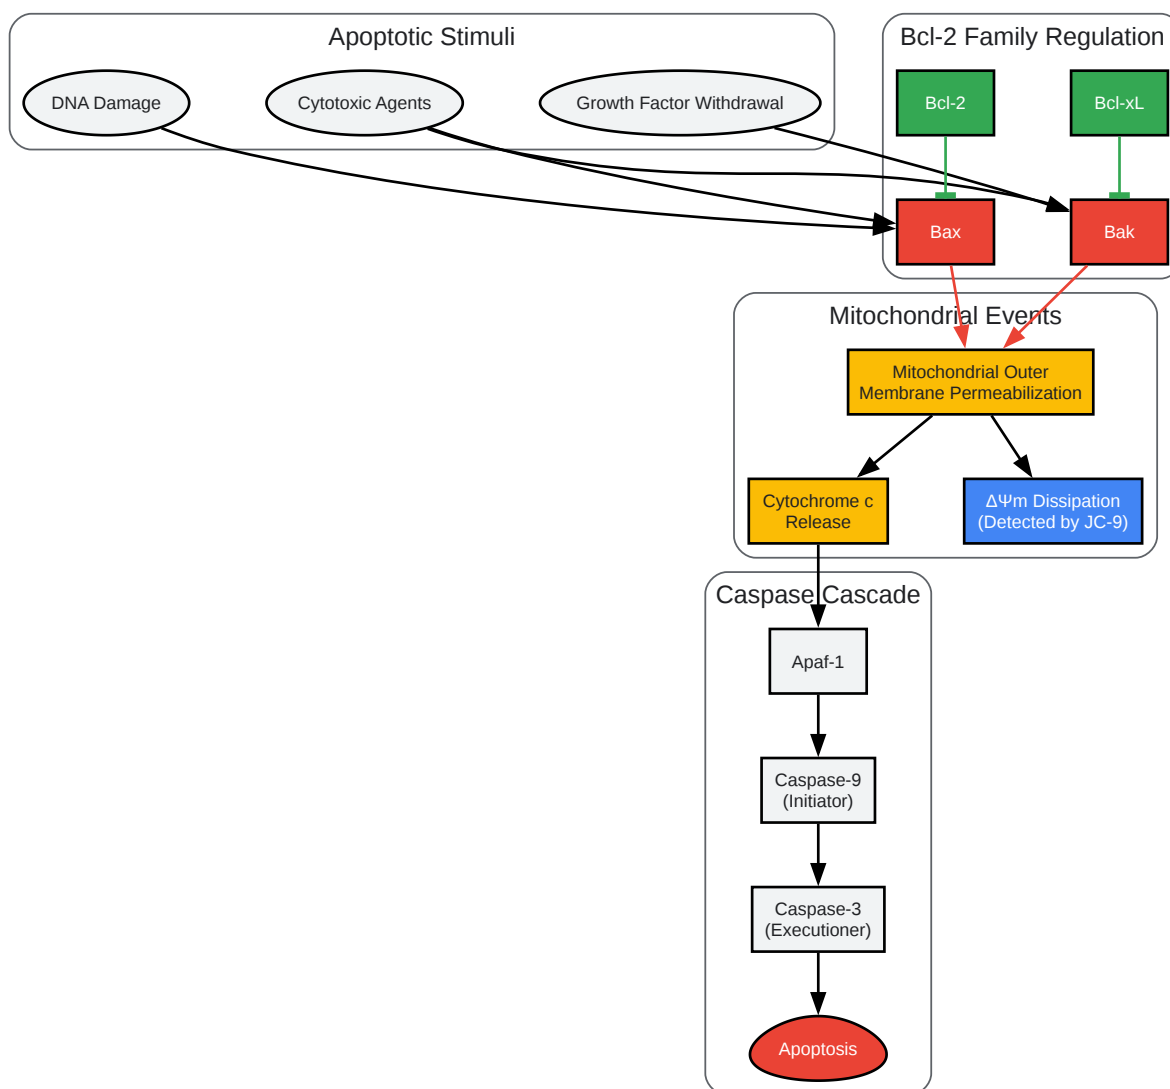 Apoptotic Stimuli
DNA Damage
Cytotoxic Agents
Growth Factor Withdrawal
Bcl-2 Family Regulation
Bcl-2
Bcl-xL
Bax
Bak
Mitochondrial Events
Mitochondrial Outer
Membrane Permeabilization
Cytochrome c
Release
ΔΨm Dissipation
(Detected by JC-9)
Caspase Cascade
Apaf-1
Caspase-9
(Initiator)
Caspase-3
(Executioner)
Apoptosis